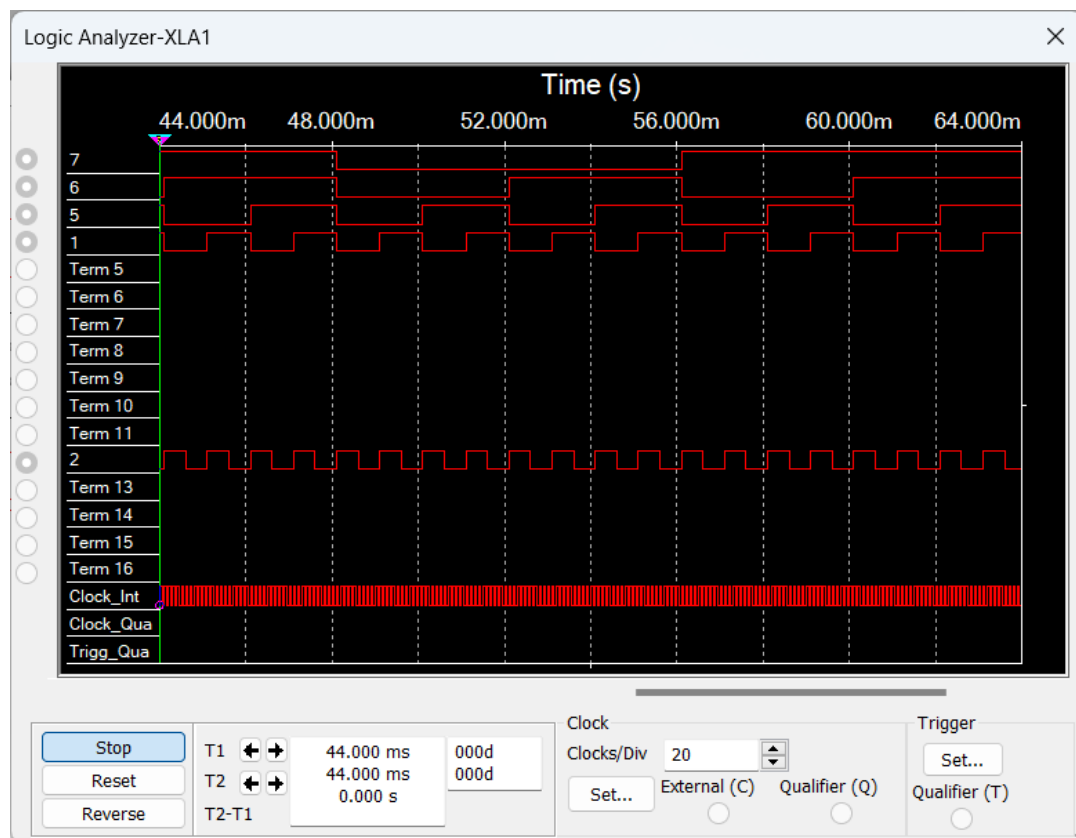 Logic Analyzer-XLA1
Time (s)
44.000m 48.000m 52.000m 56.000m 60.000m 64.000m
7
6
5
1
Term 5
Term 6
Term 7
Term 8
Term 9
Term 10
Term 11
2
Term 13
Term 14
Term 15
Term 16
Clock_Int
Clock_Qua
Trigg_Qua
Stop
Reset
Reverse
T1 44.000 ms 000d
T2 44.000 ms 000d
T2-T1 0.000 s
Clock
Clocks/Div 20
Set... External (C) Qualifier (Q)
Trigger
Set...
Qualifier (T)